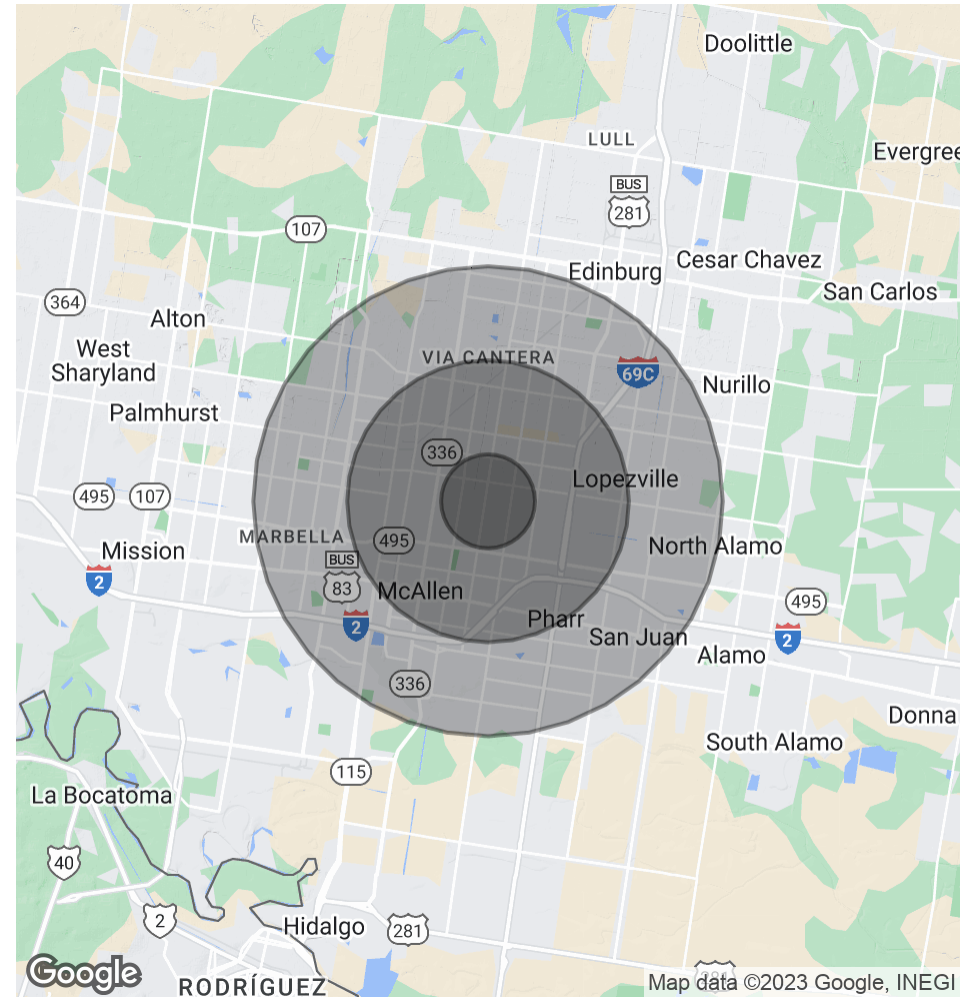 Doolittle
LULL
Evergree
BUS
281
107
Edinburg
Cesar Chavez
San Carlos
364
Alton
West
Sharyland
VIA CANTERA
69C
Nurillo
Palmhurst
336
Lopezville
495
107
MARBELLA
495
Mission
BUS
83
2
McAllen
North Alamo
495
2
Pharr
San Juan
2
Alamo
336
Donna
South Alamo
115
La Bocatoma
40
2
Hidalgo
281
281
Google
RODRÍGUEZ
Map data ©2023 Google, INEGI